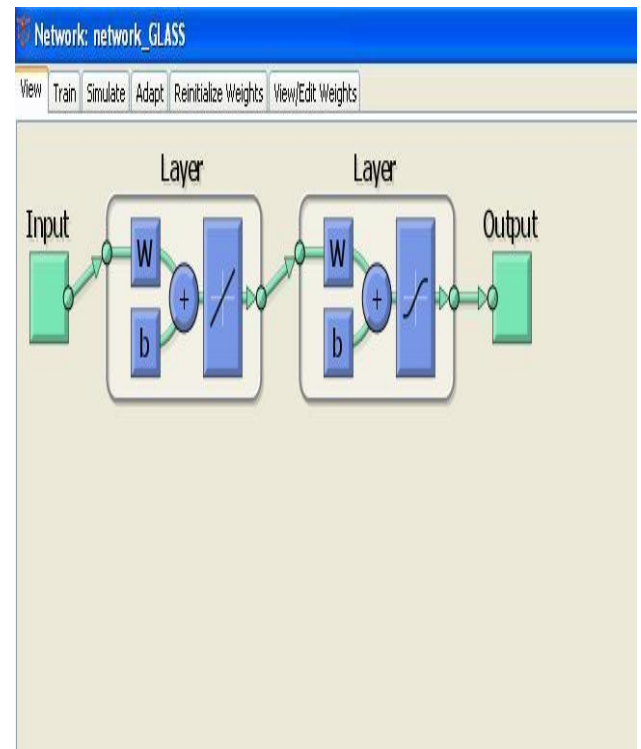 Network: network_GLASS
View Train Simulate Adapt Reinitialize Weights View/Edit Weights
Layer Layer
Input Output
W W
+ +
b b